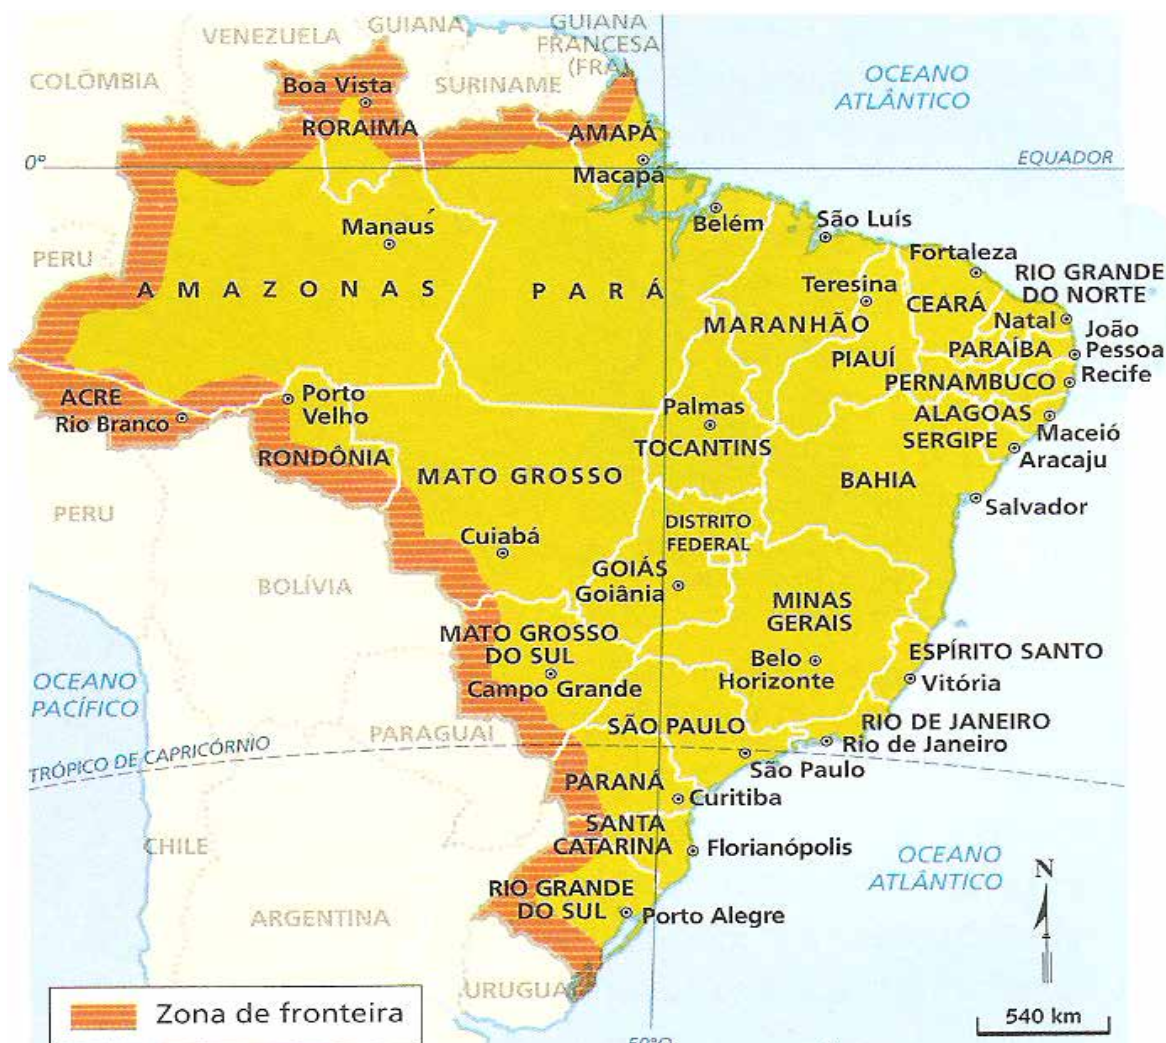 VENEZUELA
GUIANA
GUIANA
FRANCESA
(FRA)
COLÔMBIA
SURINAME
OCEANO
ATLÂNTICO
Boa Vista
RORAIMA
AMAPÁ
0°
EQUADOR
Macapá
Manaús
Belém
São Luís
PERU
Fortaleza
RIO GRANDE
DO NORTE
AMAZONAS
PARÁ
Teresina
CEARÁ
Natal
MARANHÃO
João
Pessoa
PIAUÍ
PARAÍBA
Recife
PERNAMBUCO
ACRE
Rio Branco
Porto
Velho
Palmas
TOCANTINS
ALAGOAS
SERGIPE
Maceió
Aracaju
RONDÔNIA
MATO GROSSO
BAHIA
Salvador
PERU
DISTRITO
FEDERAL
Cuiabá
GOIÁS
Goiânia
BOLÍVIA
MINAS
GERAIS
MATO GROSSO
DO SUL
Campo Grande
Belo
Horizonte
ESPÍRITO SANTO
Vitória
OCEANO
PACÍFICO
PARAGUAI
SÃO PAULO
RIO DE JANEIRO
Rio de Janeiro
TRÓPICO DE CAPRICÓRNIO
São Paulo
PARANÁ
Curitiba
SANTA
CATARINA
Florianópolis
CHILE
OCEANO
ATLÂNTICO
N
RIO GRANDE
DO SUL
Porto Alegre
ARGENTINA
URUGUA
Zona de fronteira
540 km
50°O